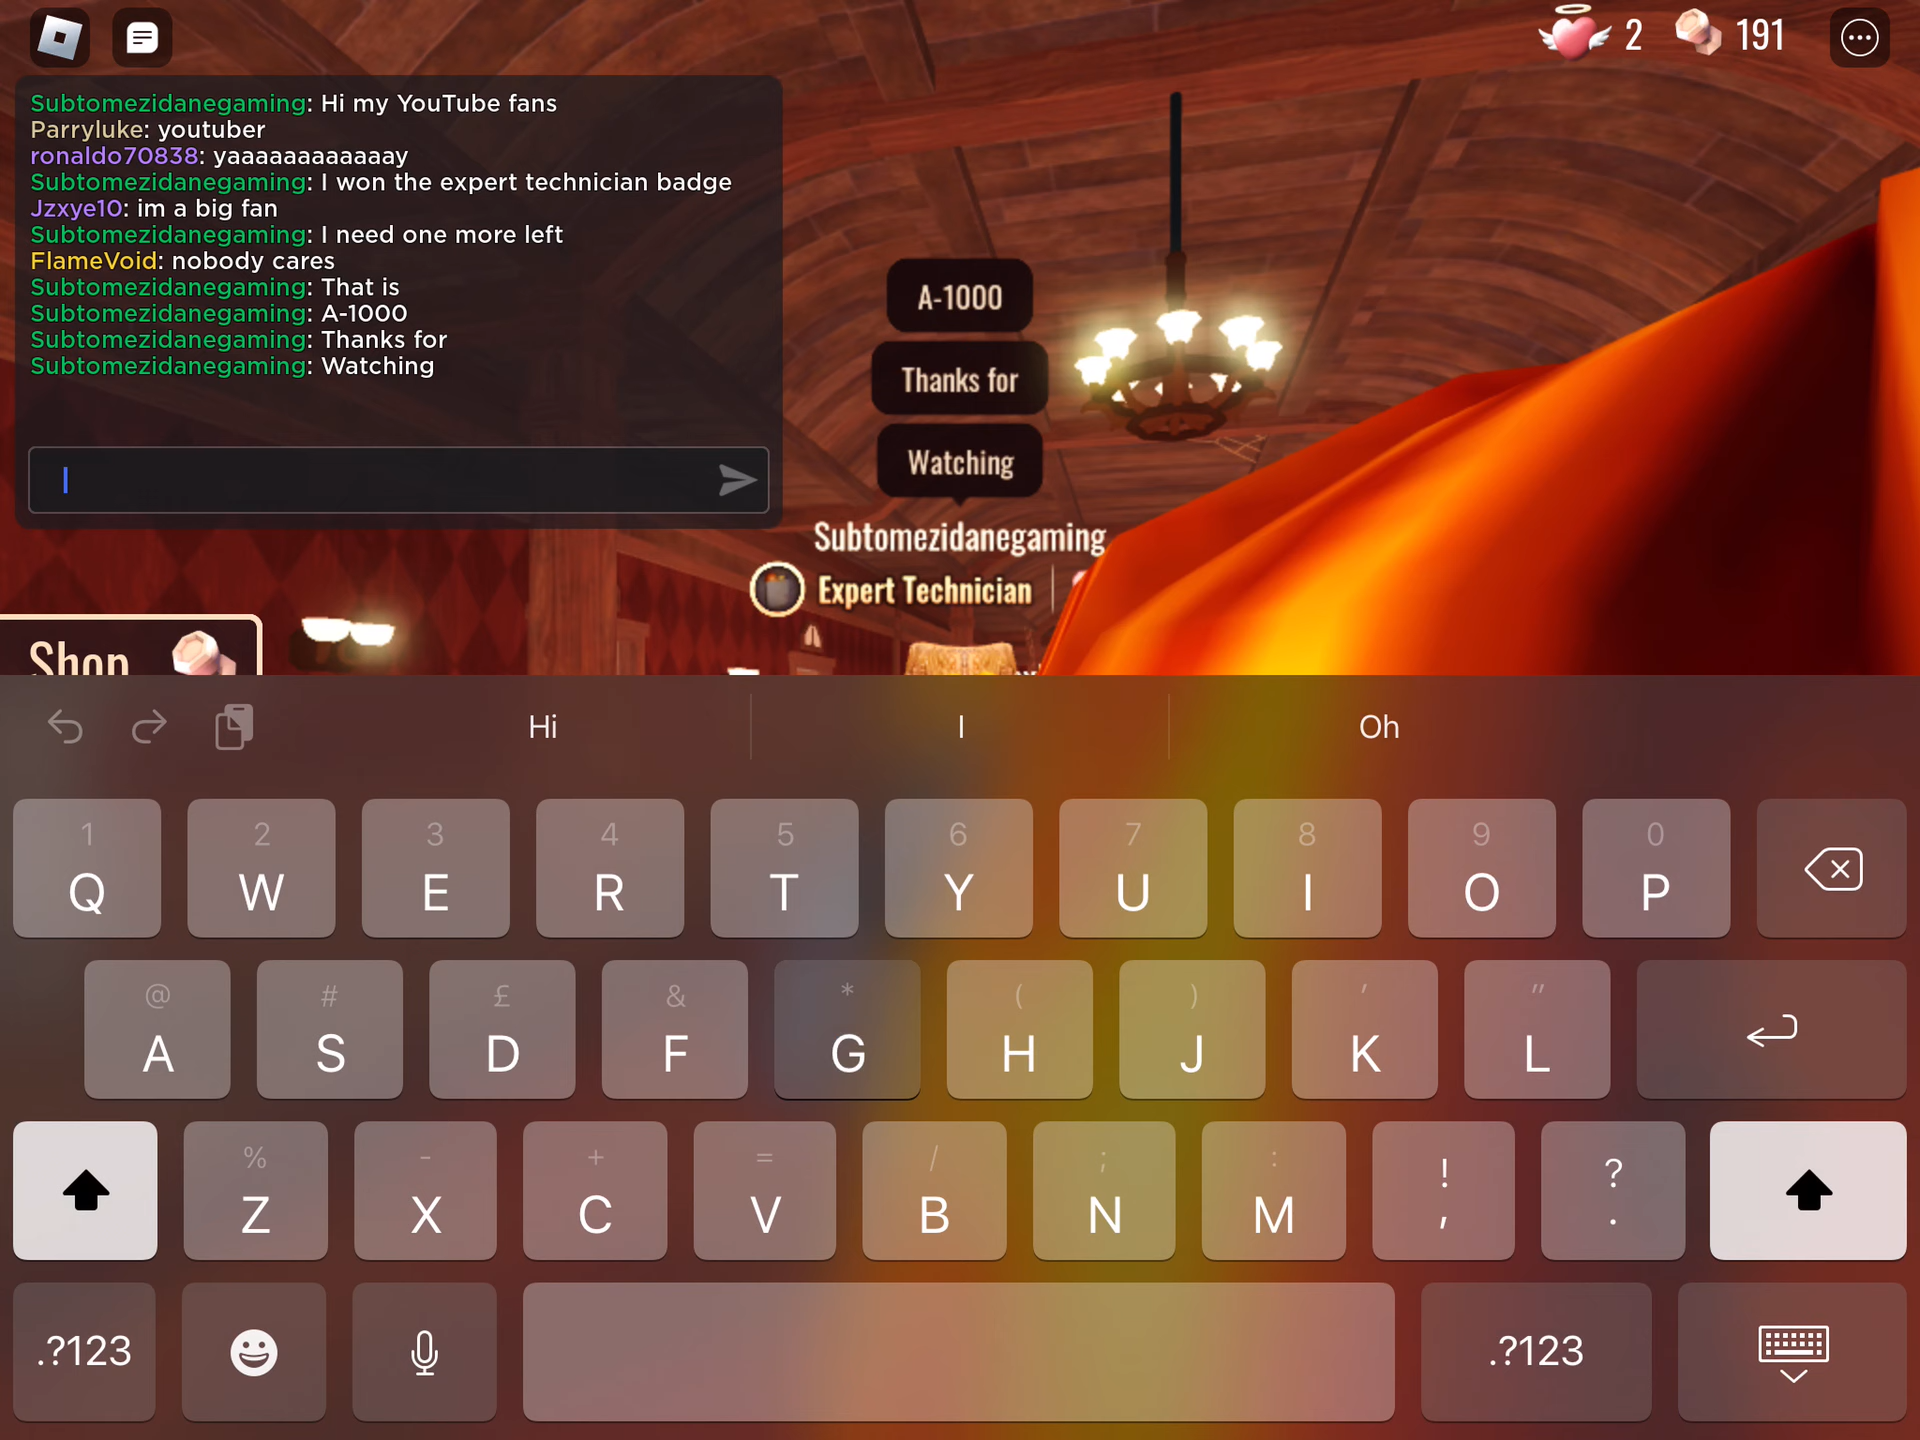 2
191
Subtomezidanegaming: Hi my YouTube fans
Parryluke: youtuber
ronaldo70838: yaaaaaaaaaaaay
Subtomezidanegaming: I won the expert technician badge
Jzxye10: im a big fan
Subtomezidanegaming: I need one more left
FlameVoid: nobody cares
Subtomezidanegaming: That is
Subtomezidanegaming: A-1000
Subtomezidanegaming: Thanks for
Subtomezidanegaming: Watching
A-1000
Thanks for
Watching
Subtomezidanegaming
Expert Technician
Shop
Hi I Oh
1 2 3 4 5 6 7 8 9 0
Q W E R T Y U I O P
@ # £ & * ( ) ' "
A S D F G H J K L
% - + = / ; : ! ?
Z X C V B N M , .
.?123 .?123